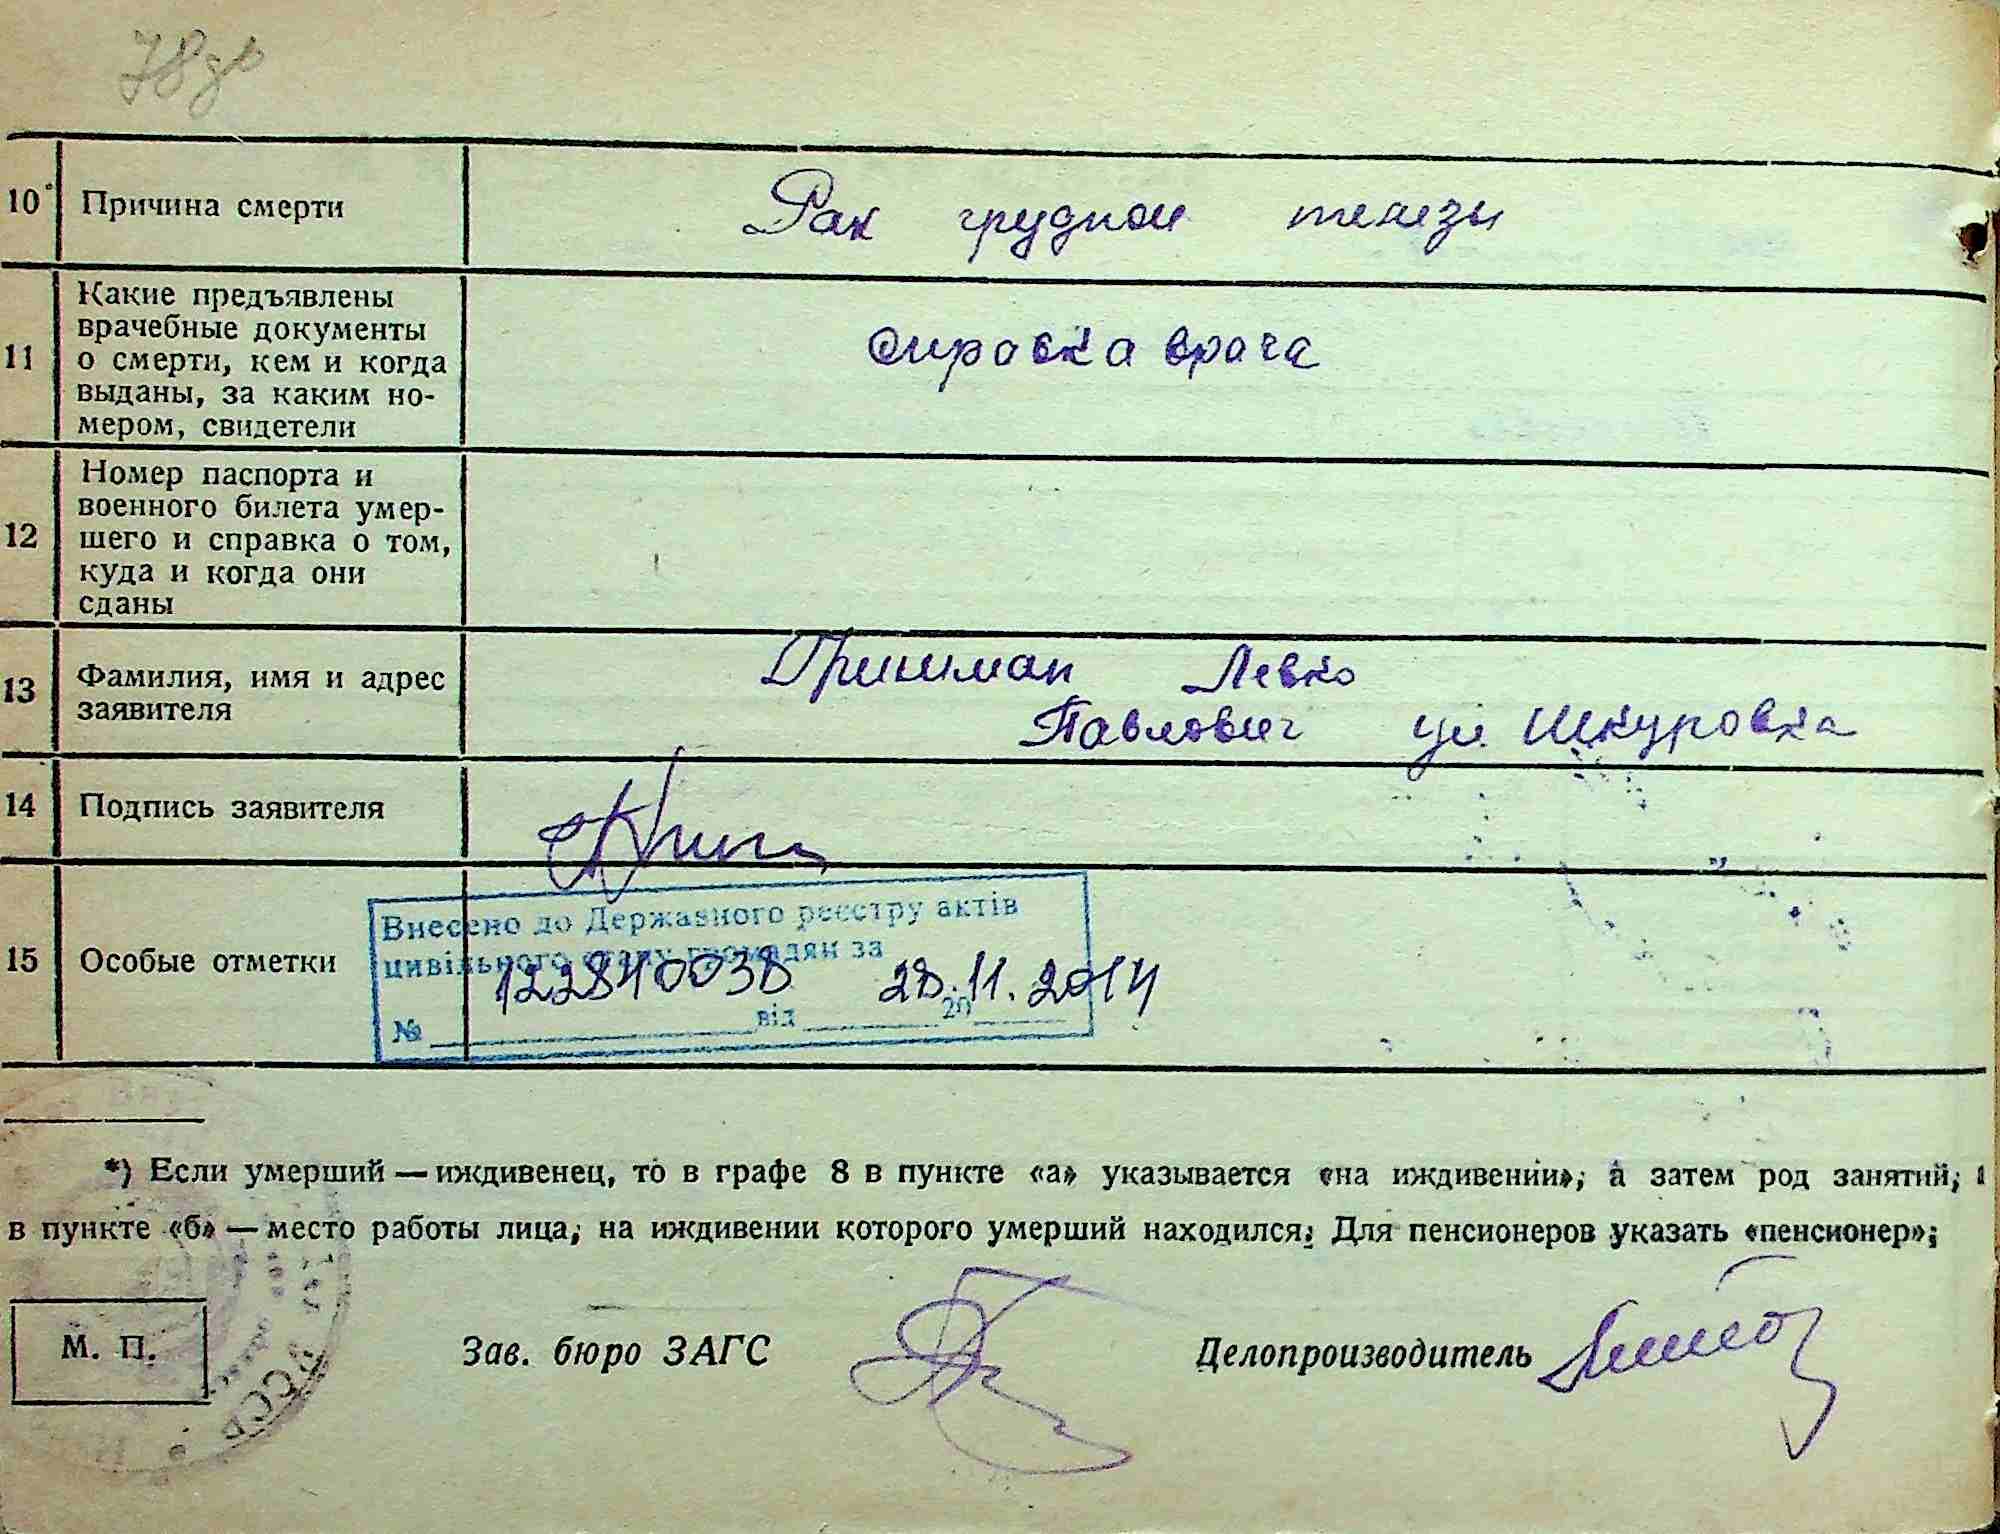 10 Причина смерти Рак грудной железы
11 Какие предъявлены
врачебные документы
о смерти, кем и когда
выданы, за каким но-
мером, свидетели
справка врача
12 Номер паспорта и
военного билета умер-
шего и справка о том,
куда и когда они
сданы
13 Фамилия, имя и адрес
заявителя
Левко
Павлович ул. Шкуровка
14 Подпись заявителя
15 Особые отметки
Внесено до Державного реєстру актів
цивільного стану громадян за
№ 122840038 від 28.11.2014
20
*) Если умерший — иждивенец, то в графе 8 в пункте «а» указывается «на иждивении»; а затем род занятий;
в пункте «б» — место работы лица; на иждивении которого умерший находился; Для пенсионеров указать «пенсионер»;
М. П.
Зав. бюро ЗАГС
Делопроизводитель